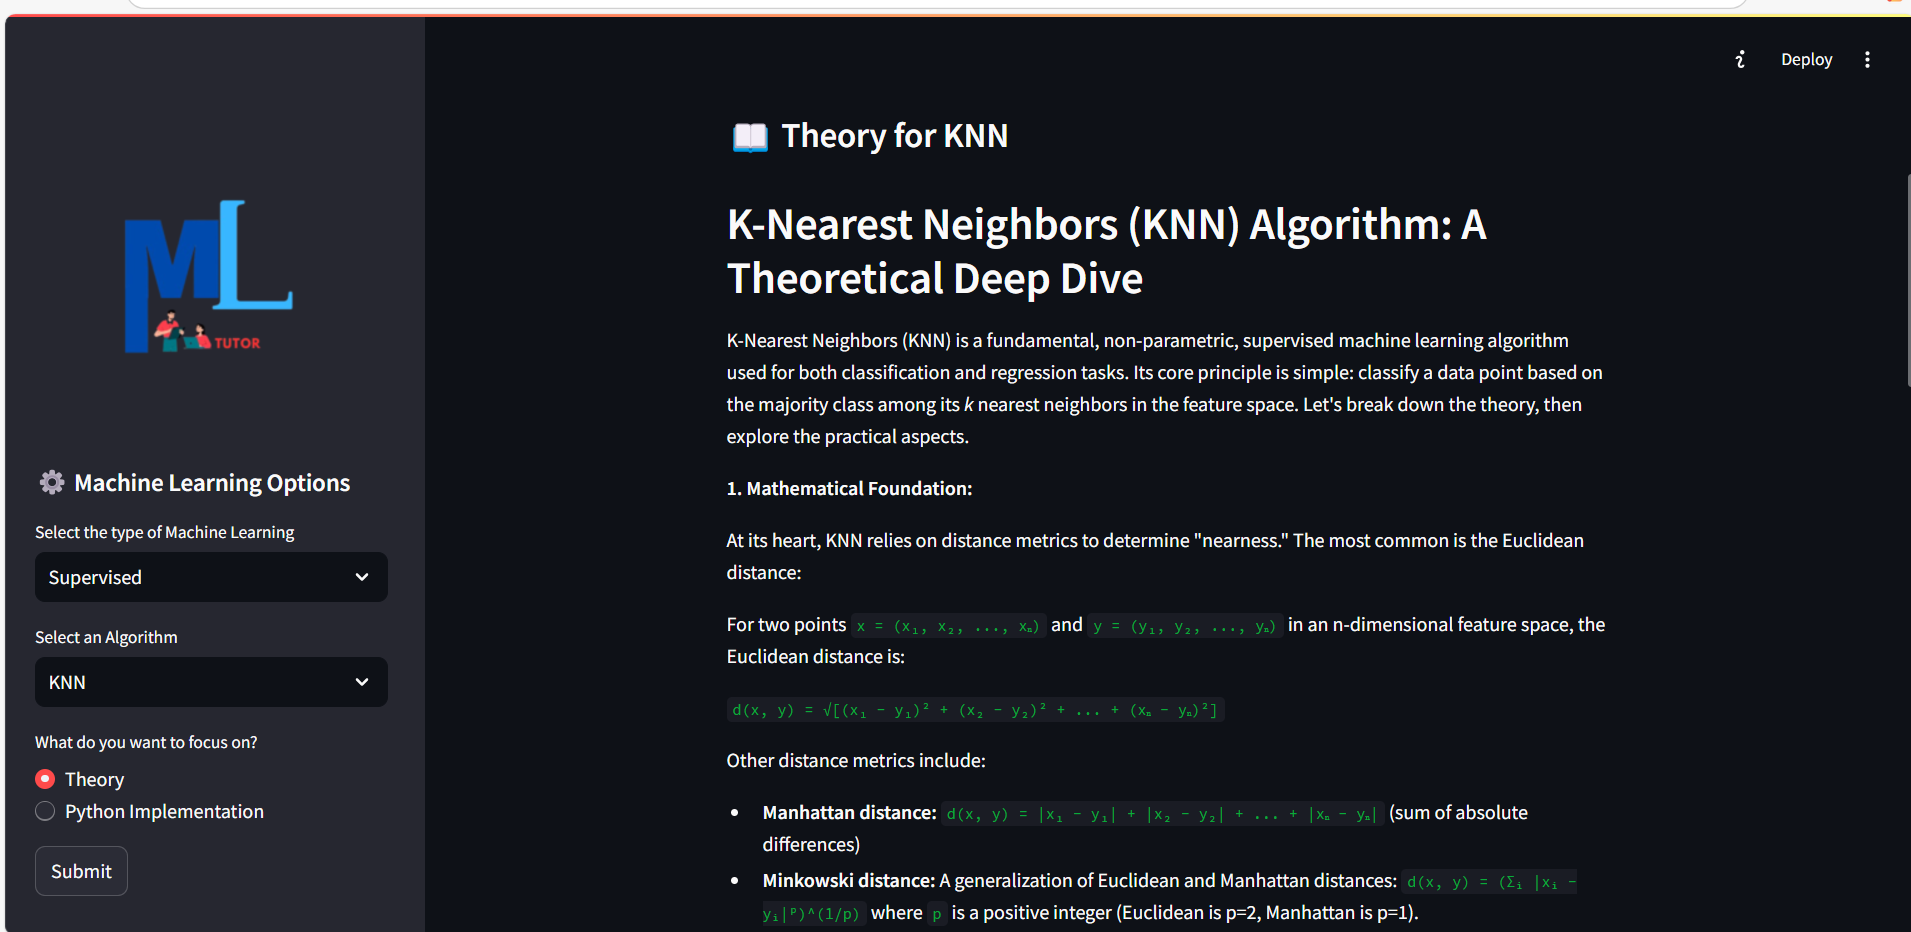 Deploy
ML
TUTOR
Machine Learning Options
Select the type of Machine Learning
Supervised
Select an Algorithm
KNN
What do you want to focus on?
Theory
Python Implementation
Submit
Theory for KNN
K-Nearest Neighbors (KNN) Algorithm: A
Theoretical Deep Dive
K-Nearest Neighbors (KNN) is a fundamental, non-parametric, supervised machine learning algorithm
used for both classification and regression tasks. Its core principle is simple: classify a data point based on
the majority class among its k nearest neighbors in the feature space. Let's break down the theory, then
explore the practical aspects.
1. Mathematical Foundation:
At its heart, KNN relies on distance metrics to determine "nearness." The most common is the Euclidean
distance:
For two points x = (x₁, x₂, ..., xₙ) and y = (y₁, y₂, ..., yₙ) in an n-dimensional feature space, the
Euclidean distance is:
d(x, y) = √[(x₁ - y₁)² + (x₂ - y₂)² + ... + (xₙ - yₙ)²]
Other distance metrics include:
• Manhattan distance: d(x, y) = |x₁ - y₁| + |x₂ - y₂| + ... + |xₙ - yₙ| (sum of absolute
differences)
• Minkowski distance: A generalization of Euclidean and Manhattan distances: d(x, y) = (Σᵢ |xᵢ -
yᵢ|ᵖ)^(1/p) where p is a positive integer (Euclidean is p=2, Manhattan is p=1).